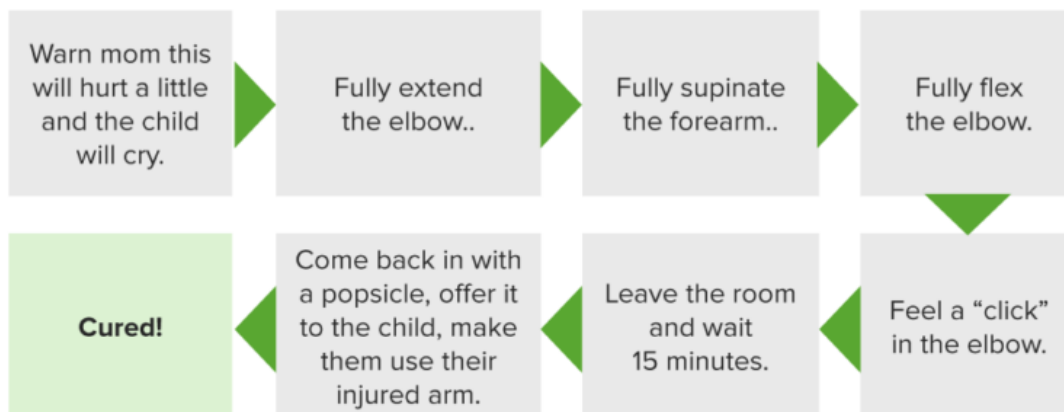 Warn mom this
will hurt a little
and the child
will cry.
Fully extend
the elbow..
Fully supinate
the forearm..
Fully flex
the elbow.
Feel a “click”
in the elbow.
Leave the room
and wait
15 minutes.
Come back in with
a popsicle, offer it
to the child, make
them use their
injured arm.
Cured!